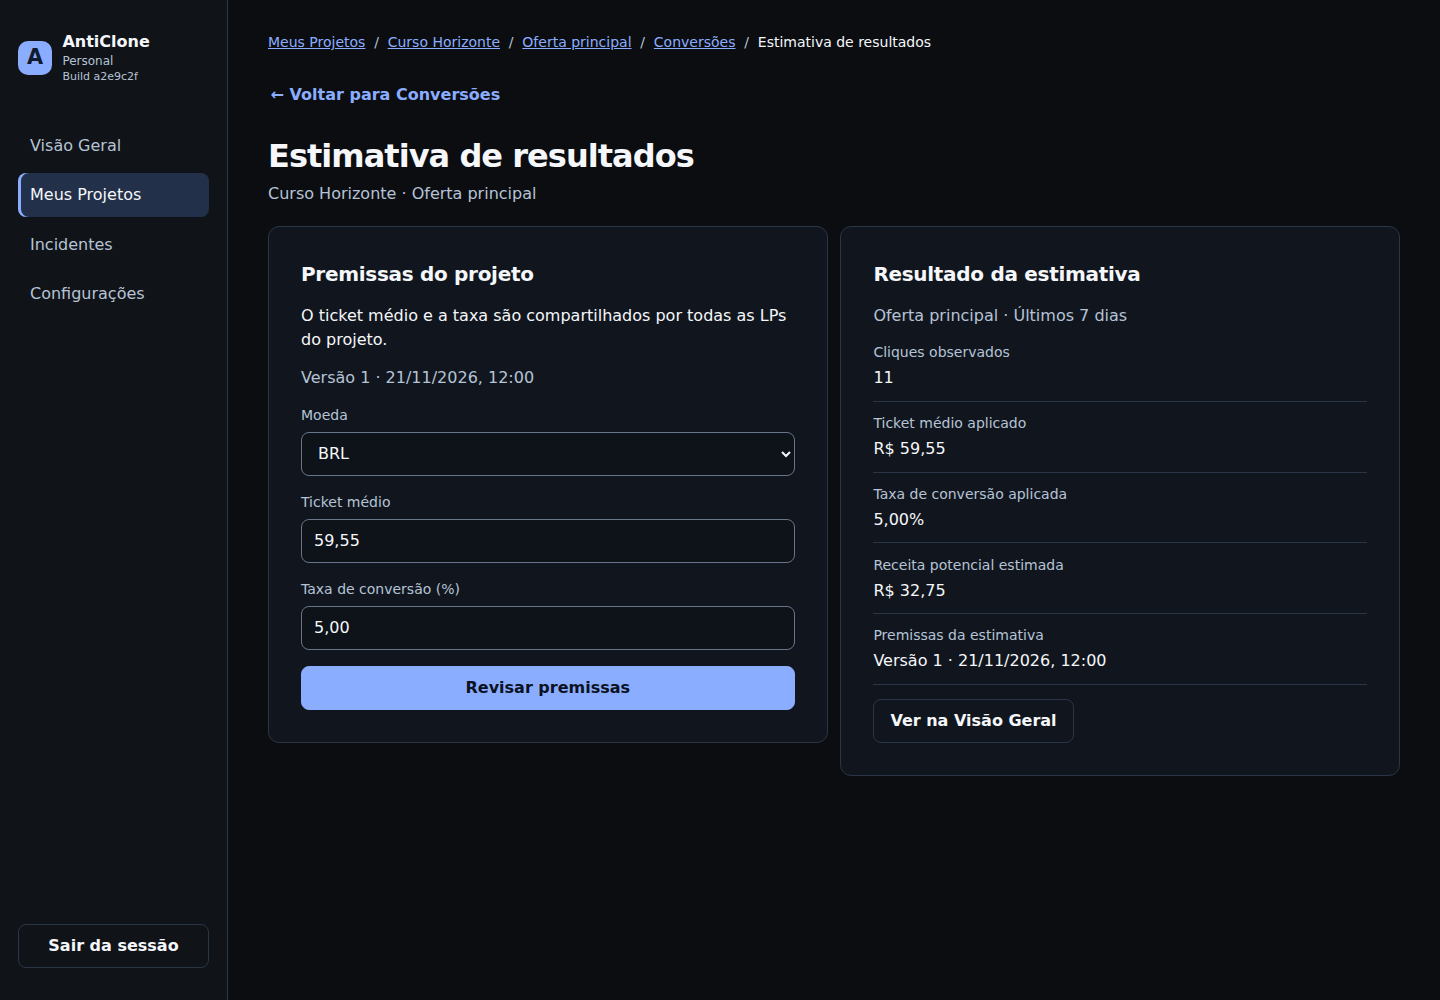 A
AntiClone
Personal
Build a2e9c2f
Visão Geral
Meus Projetos
Incidentes
Configurações
Sair da sessão
Meus Projetos / Curso Horizonte / Oferta principal / Conversões / Estimativa de resultados
← Voltar para Conversões
Estimativa de resultados
Curso Horizonte · Oferta principal
Premissas do projeto
O ticket médio e a taxa são compartilhados por todas as LPs
do projeto.
Versão 1 · 21/11/2026, 12:00
Moeda
BRL
Ticket médio
59,55
Taxa de conversão (%)
5,00
Revisar premissas
Resultado da estimativa
Oferta principal · Últimos 7 dias
Cliques observados
11
Ticket médio aplicado
R$ 59,55
Taxa de conversão aplicada
5,00%
Receita potencial estimada
R$ 32,75
Premissas da estimativa
Versão 1 · 21/11/2026, 12:00
Ver na Visão Geral